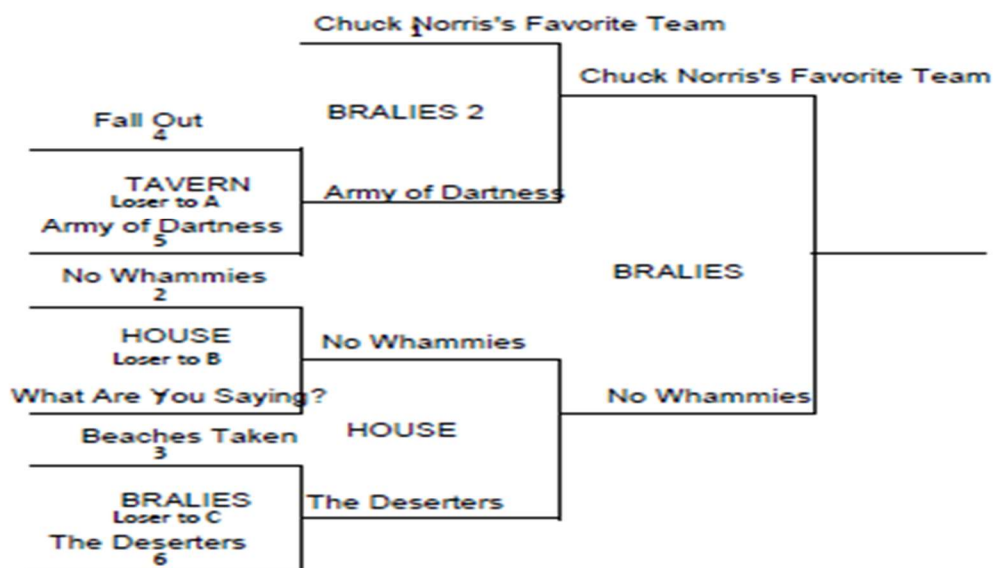 Chuck Norris's Favorite Team
1
Chuck Norris's Favorite Team
BRALIES 2
Fall Out
4
TAVERN
Loser to A
Army of Dartness
Army of Dartness
5
No Whammies
2
BRALIES
HOUSE
Loser to B
No Whammies
What Are You Saying?
No Whammies
Beaches Taken
3
HOUSE
BRALIES
Loser to C
The Deserters
The Deserters
6